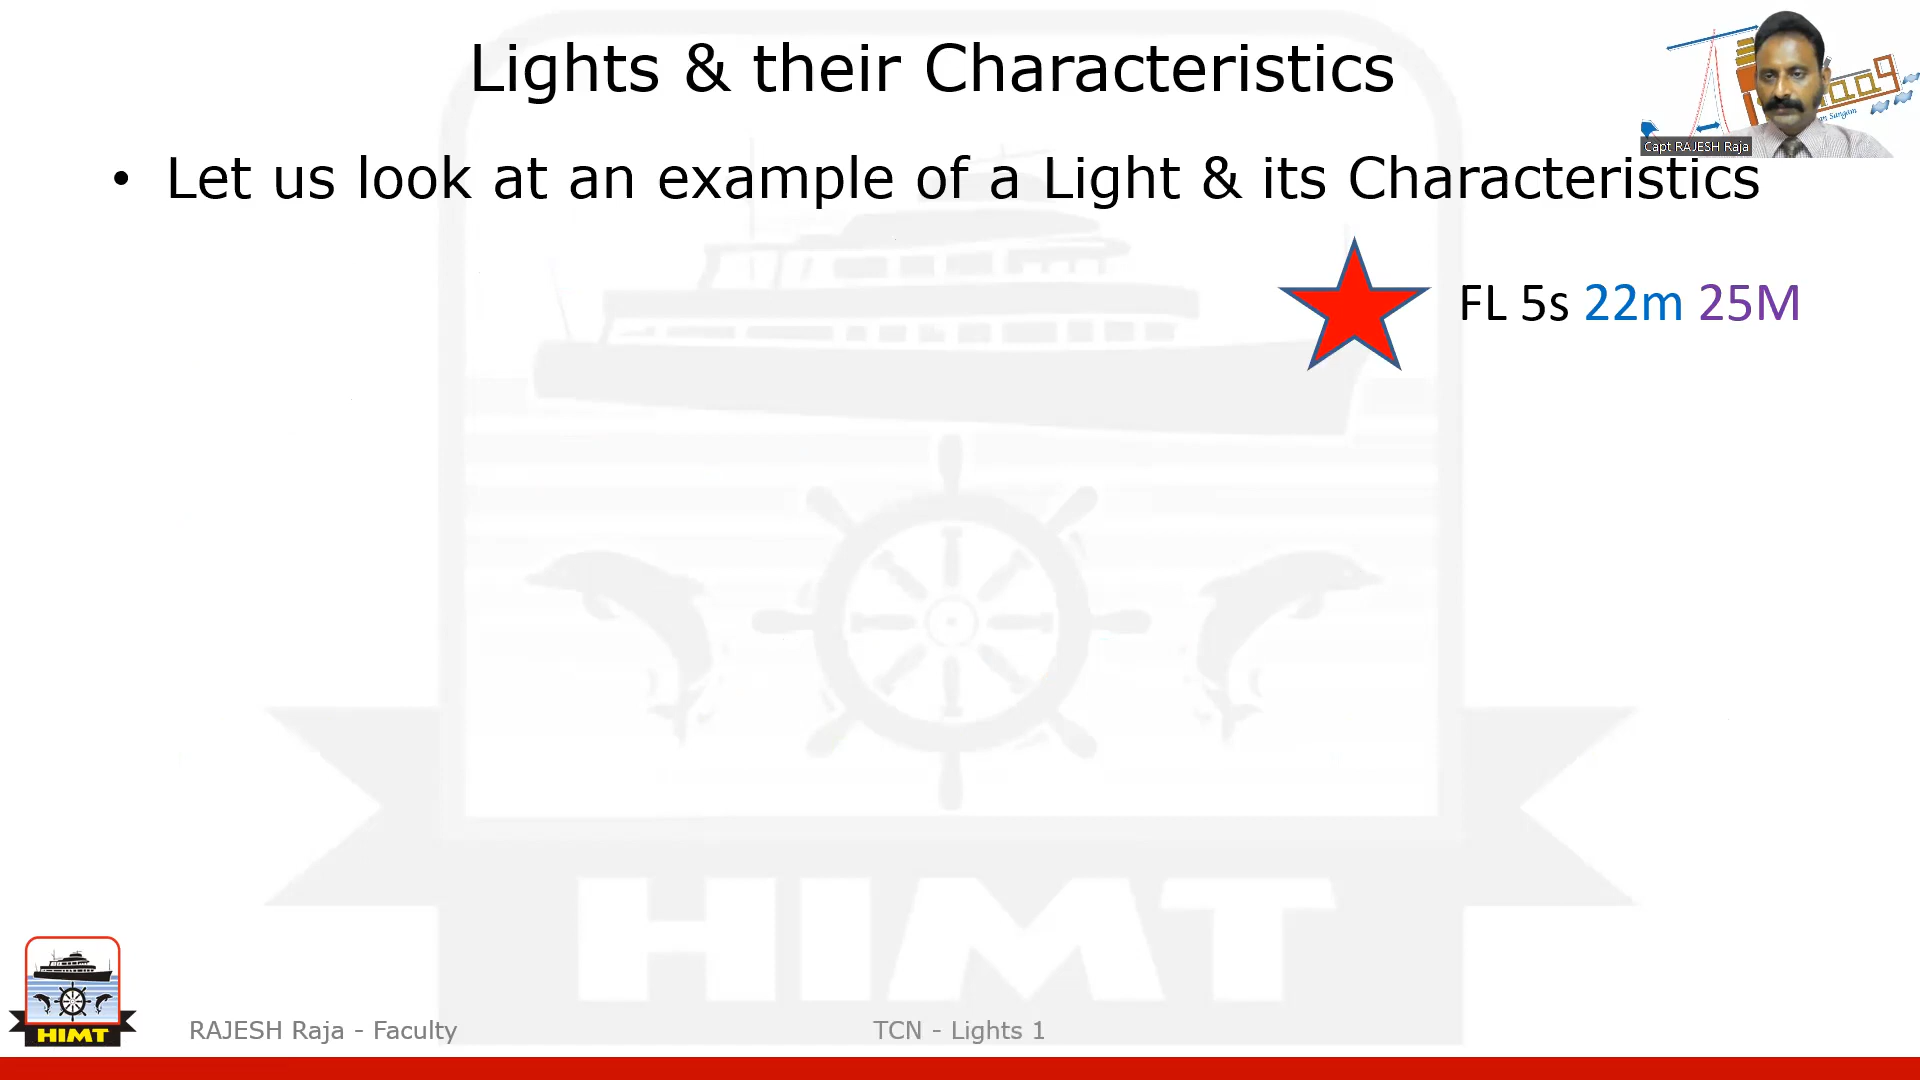 Lights & their Characteristics
Capt RAJESH Raja
• Let us look at an example of a Light & its Characteristics
FL 5s 22m 25M
HIMT
HIMT
RAJESH Raja - Faculty
TCN - Lights 1